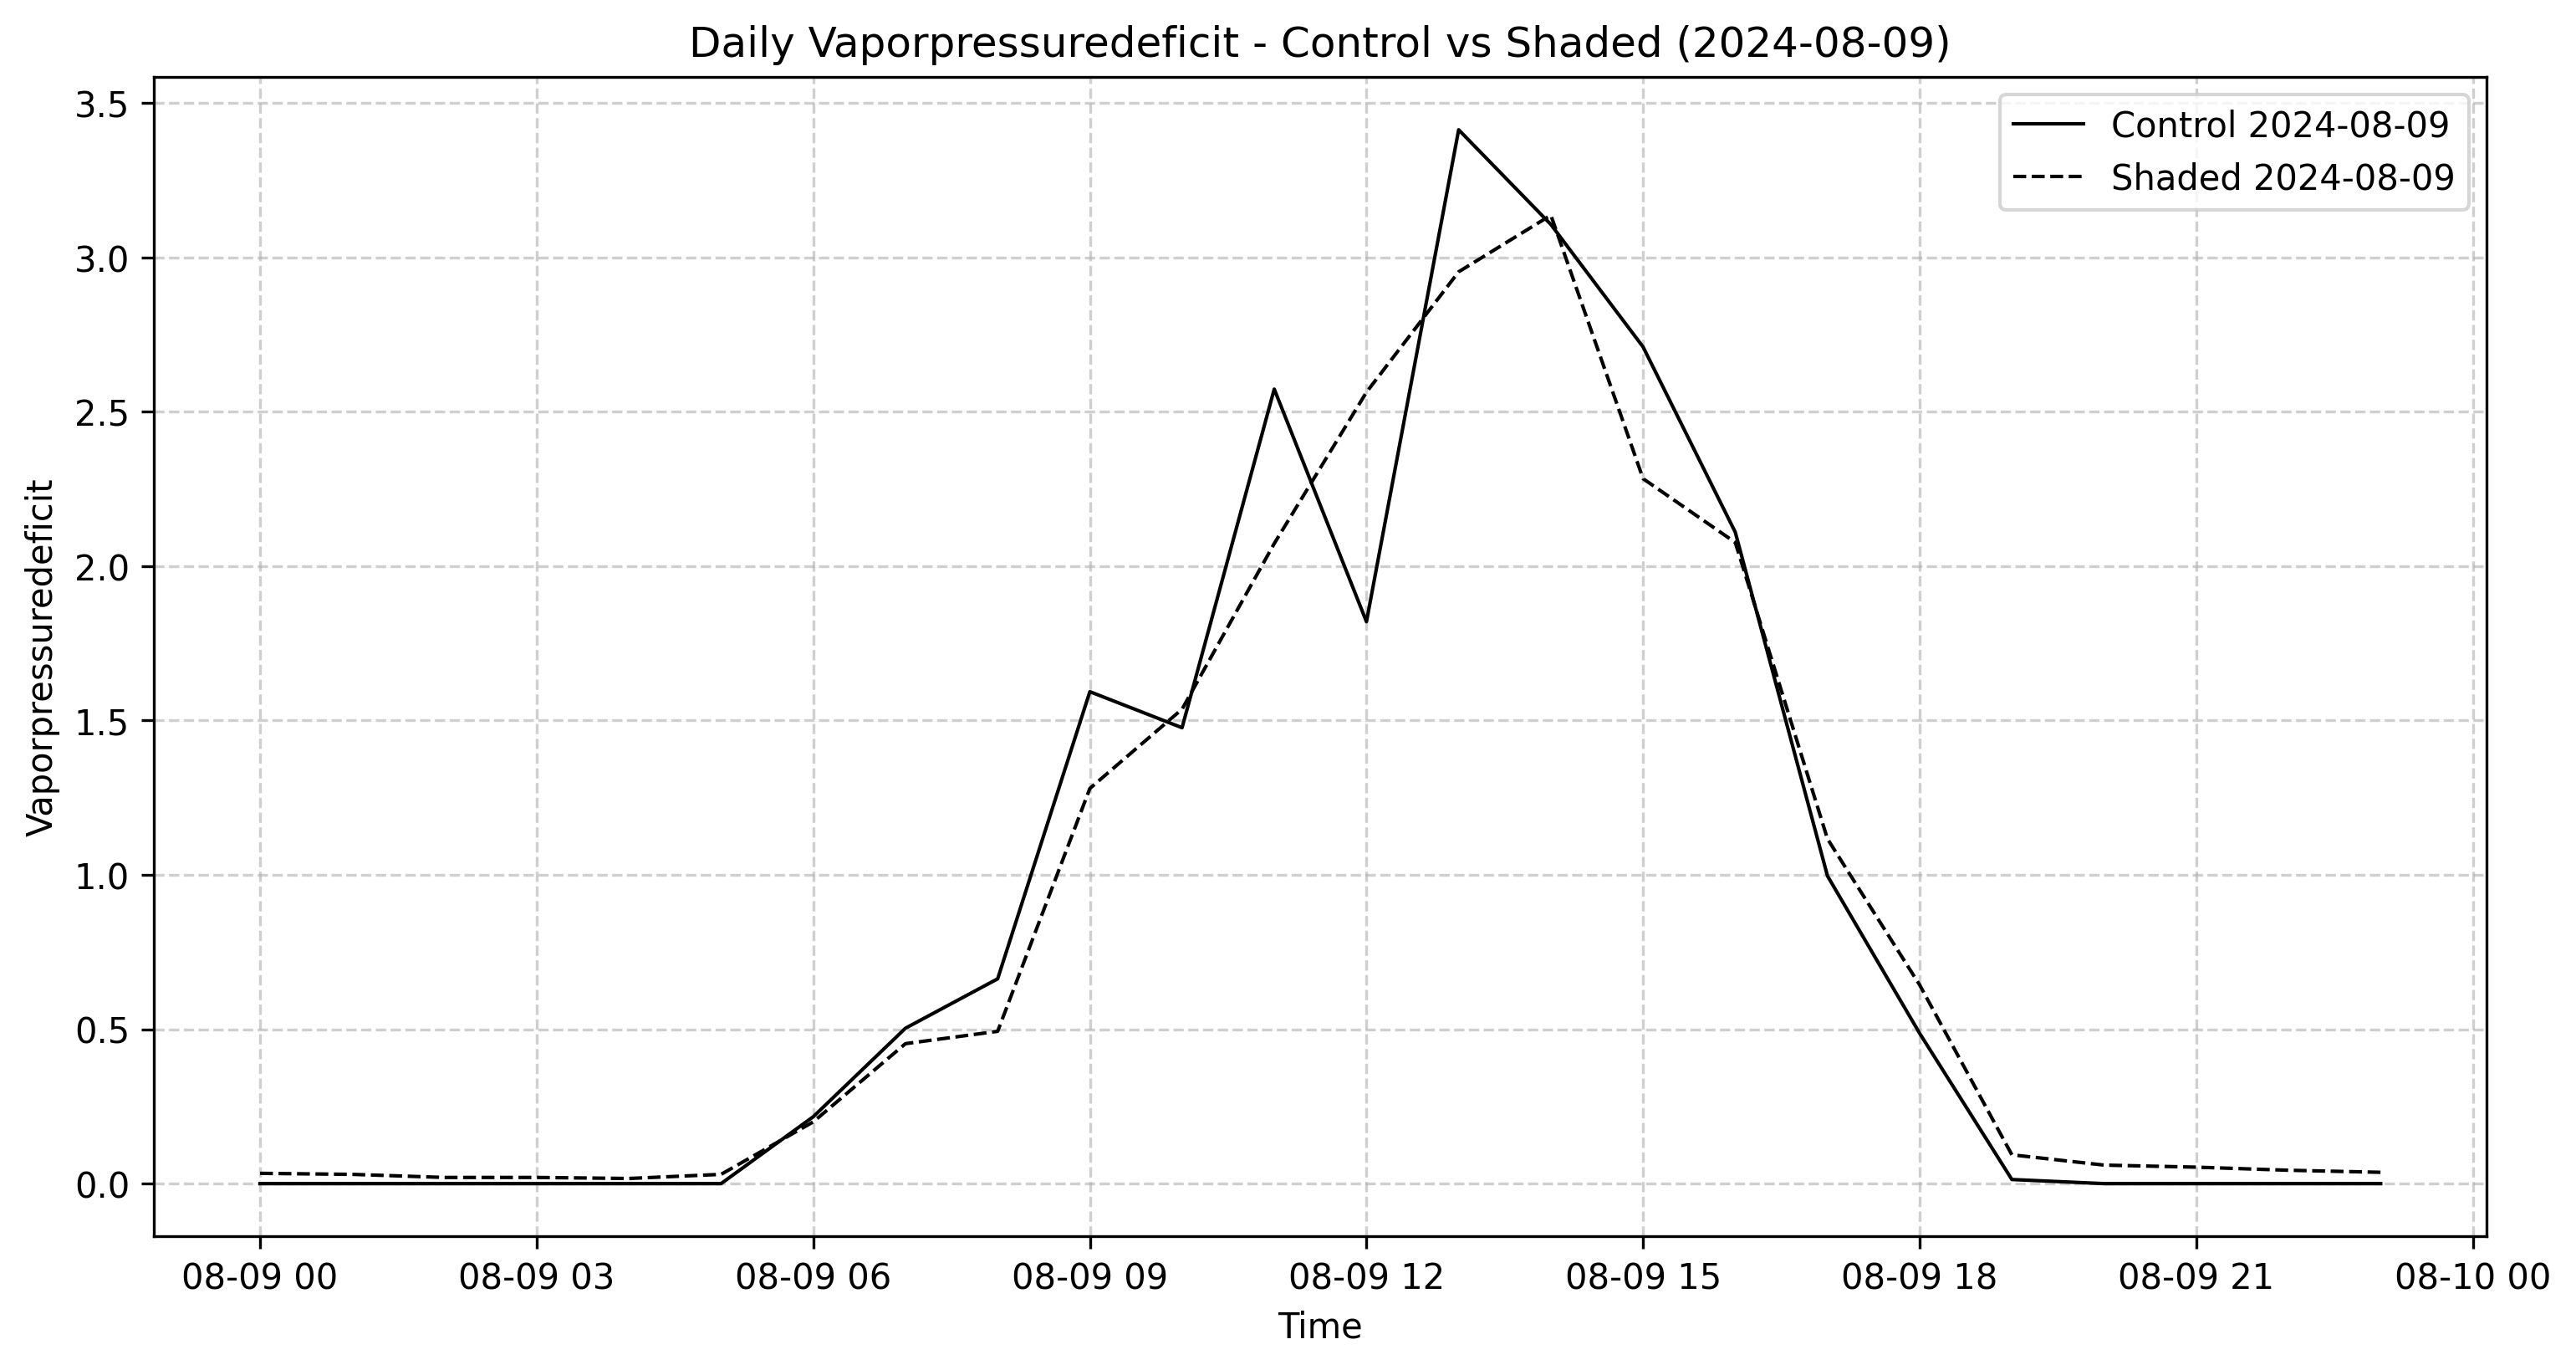 Daily Vaporpressuredeficit - Control vs Shaded (2024-08-09)
Control 2024-08-09
Shaded 2024-08-09
3.5
3.0
2.5
2.0
1.5
1.0
0.5
0.0
Vaporpressuredeficit
08-09 00 08-09 03 08-09 06 08-09 09 08-09 12 08-09 15 08-09 18 08-09 21 08-10 00
Time